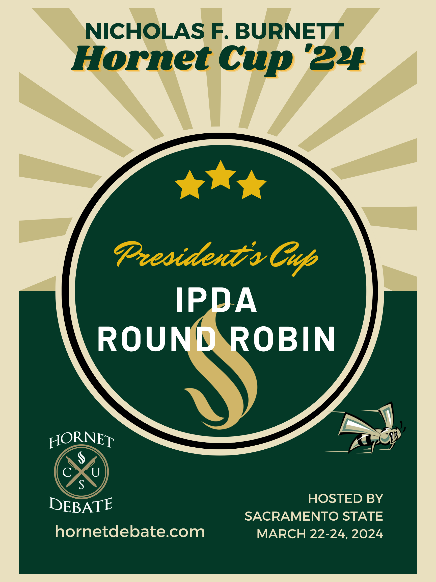 NICHOLAS F. BURNETT
Hornet Cup '24
President's Cup
IPDA
ROUND ROBIN
HORNET
C U
S
DEBATE
hornetdebate.com
HOSTED BY
SACRAMENTO STATE
MARCH 22-24, 2024